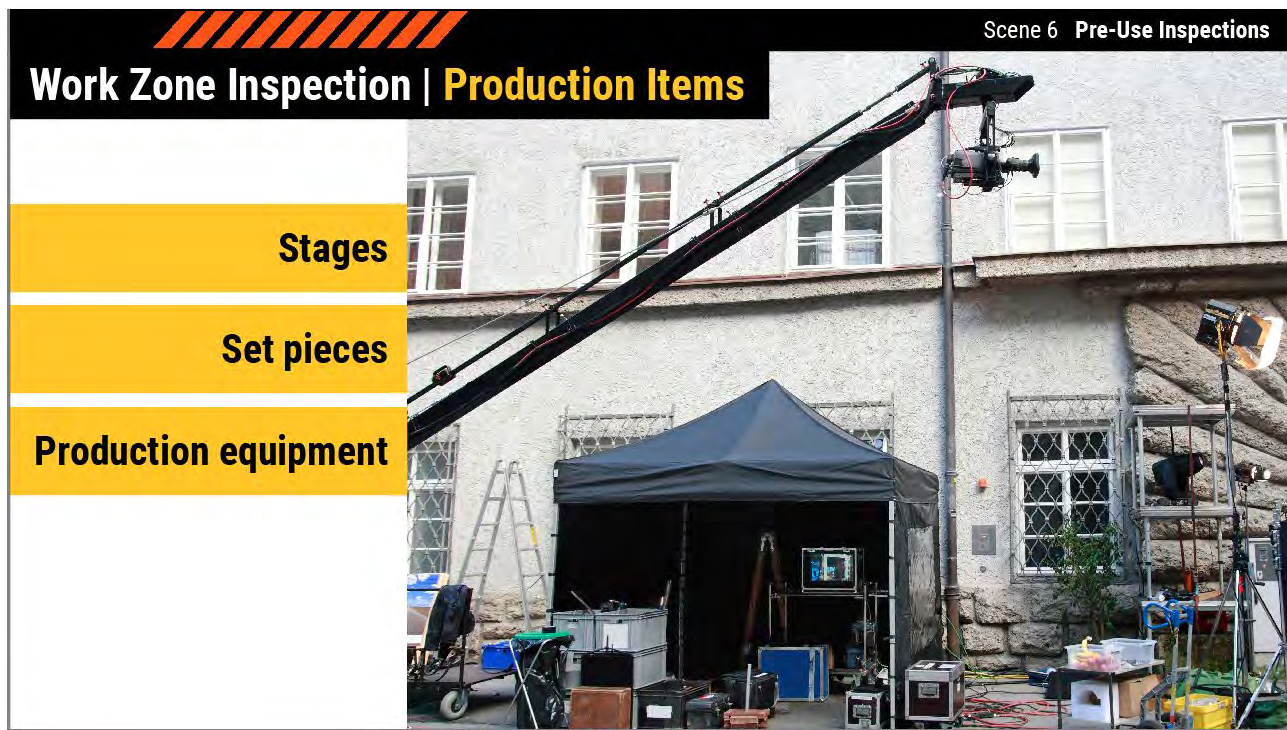 Scene 6 Pre-Use Inspections
Work Zone Inspection | Production Items
Stages
Set pieces
Production equipment